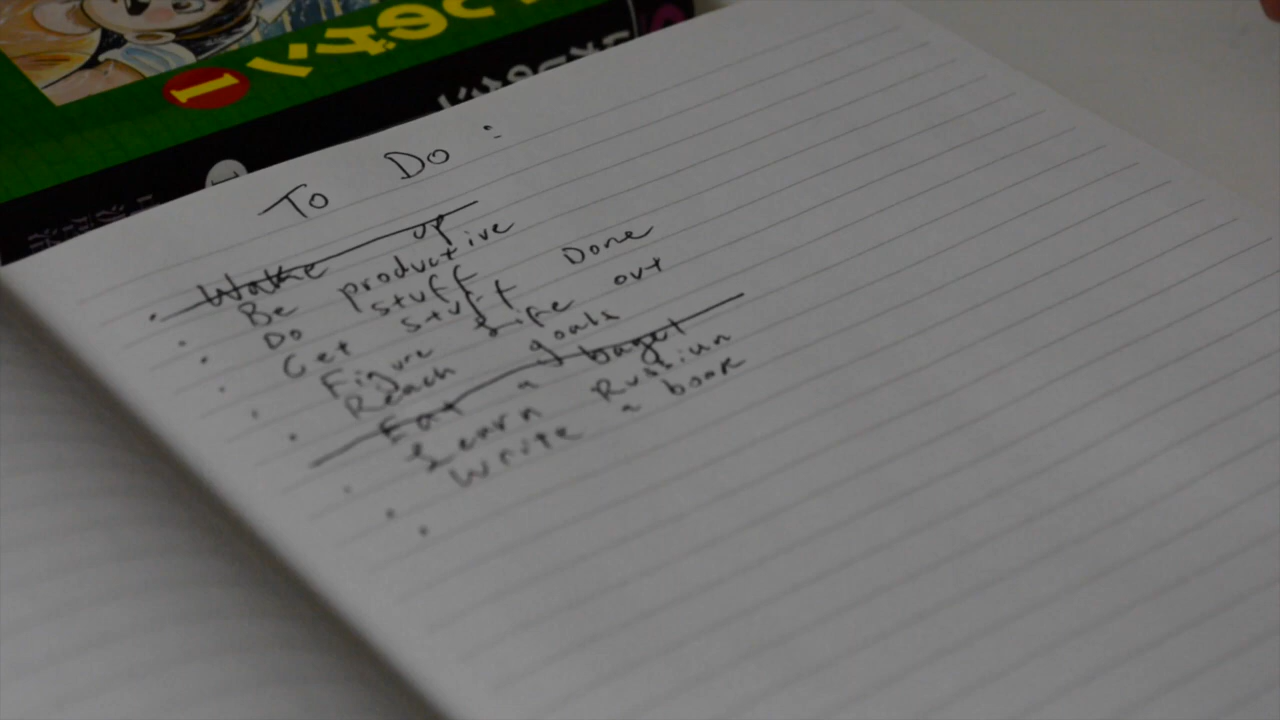 1
To Do :
Wake up
Be productive
Do stuff
Get stuff Done
Figure life out
Reach goals
Eat a bagel
Learn Russian
Write a book